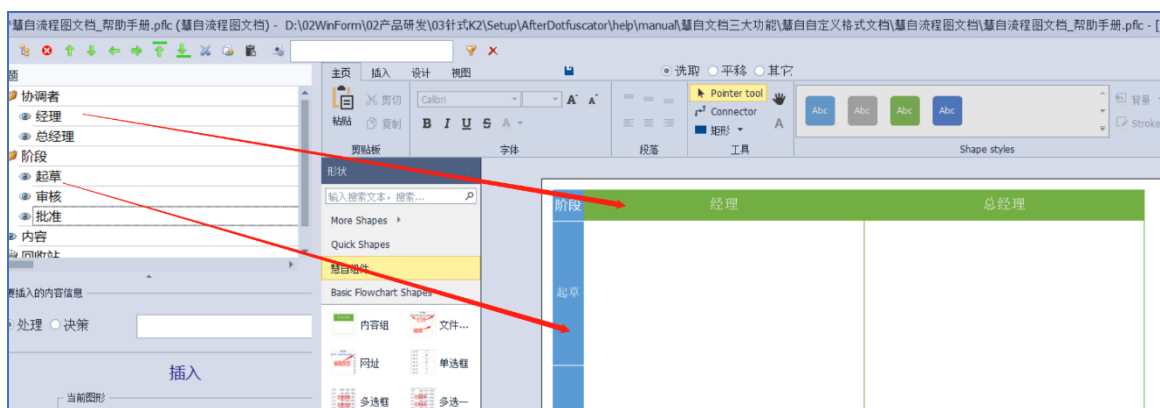 慧自流程图文档_帮助手册.pflc (慧自流程图文档) - D:\02WinForm\02产品研发\03针式K2\Setup\AfterDotfuscator\help\manual\慧自文档三大功能\慧自自定义格式文档\慧自流程图文档\慧自流程图文档_帮助手册.pflc - [
题
主页 插入 设计 视图
选取 平移 其它
协调者
经理
总经理
阶段
起草
审核
批准
内容
回收站
要插入的内容信息
处理 决策
插入
当前图形
粘贴
剪切
复制
剪贴板
Calibri
B I U S A
A A
字体
段落
Pointer tool
Connector
矩形
A
工具
Abc Abc Abc Abc
Shape styles
背景
Stroke
形状
输入搜索文本，搜索...
More Shapes
Quick Shapes
慧自组件
Basic Flowchart Shapes
内容组 文件...
网址 单选框
多选框 多选一
阶段 经理 总经理
起草